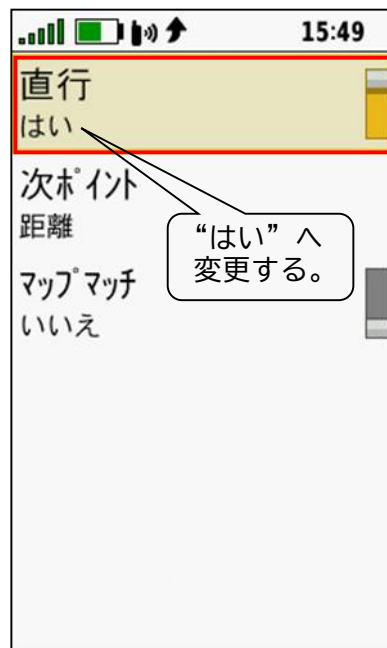 15:49
直行
はい
次ﾎﾟｲﾝﾄ
距離
“はい”へ
変更する。
ﾏｯﾌﾟﾏｯﾁ
いいえ